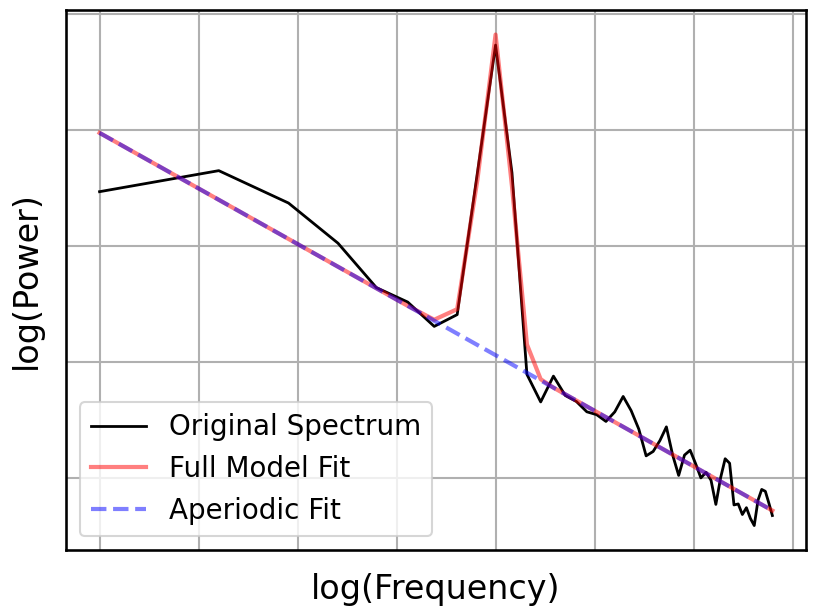 log(Power)
Original Spectrum
Full Model Fit
Aperiodic Fit
log(Frequency)